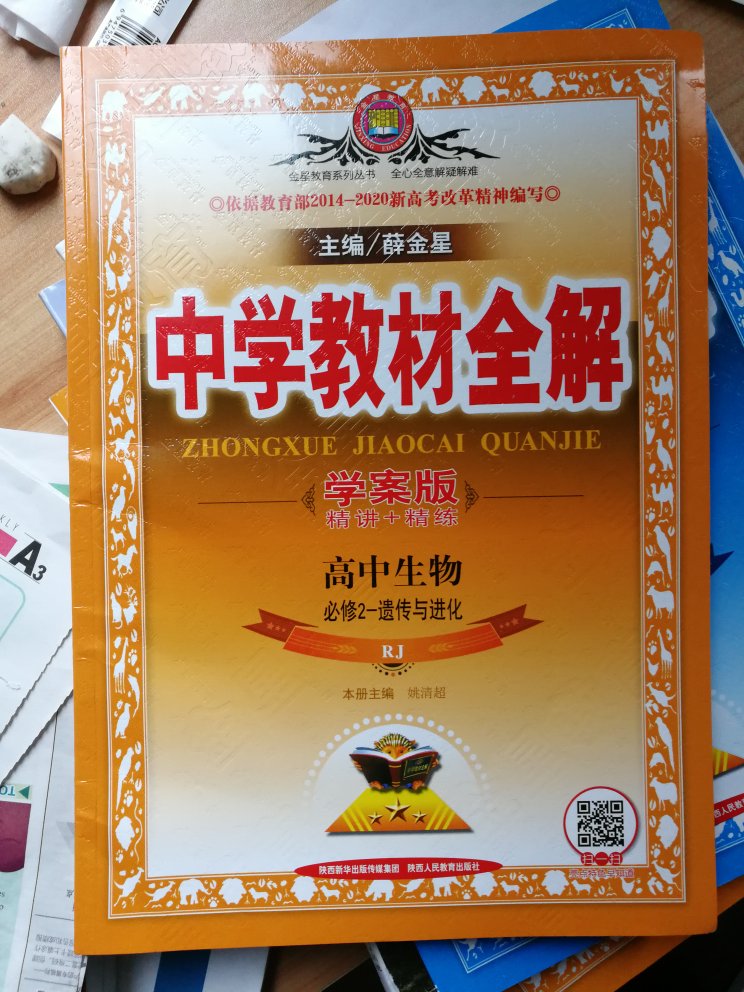 金星教育系列丛书 全心全意解疑解难
◎依据教育部2014-2020新高考改革精神编写◎
主编/薛金星
中学教材全解
ZHONGXUE JIAOCAI QUANJIE
学案版
精讲+精练
高中生物
必修2-遗传与进化
RJ
本册主编 姚清超
扫一扫
陕西新华出版传媒集团 陕西人民教育出版社
A3